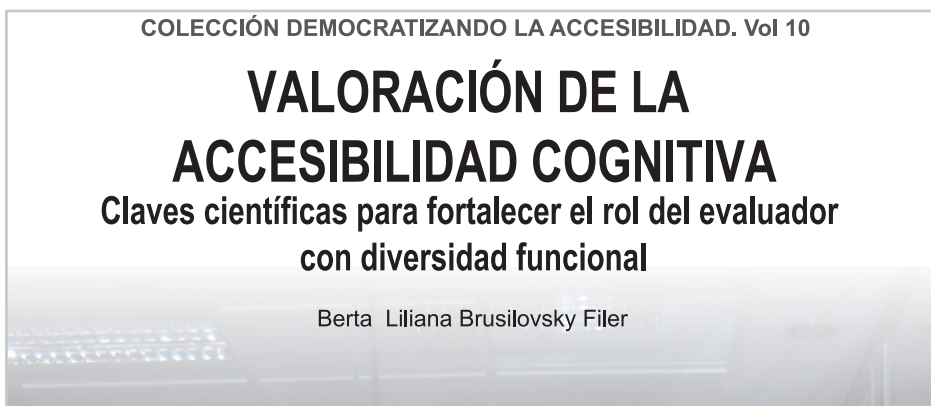 COLECCIÓN DEMOCRATIZANDO LA ACCESIBILIDAD. Vol 10
VALORACIÓN DE LA
ACCESIBILIDAD COGNITIVA
Claves científicas para fortalecer el rol del evaluador
con diversidad funcional
Berta Liliana Brusilovsky Filer